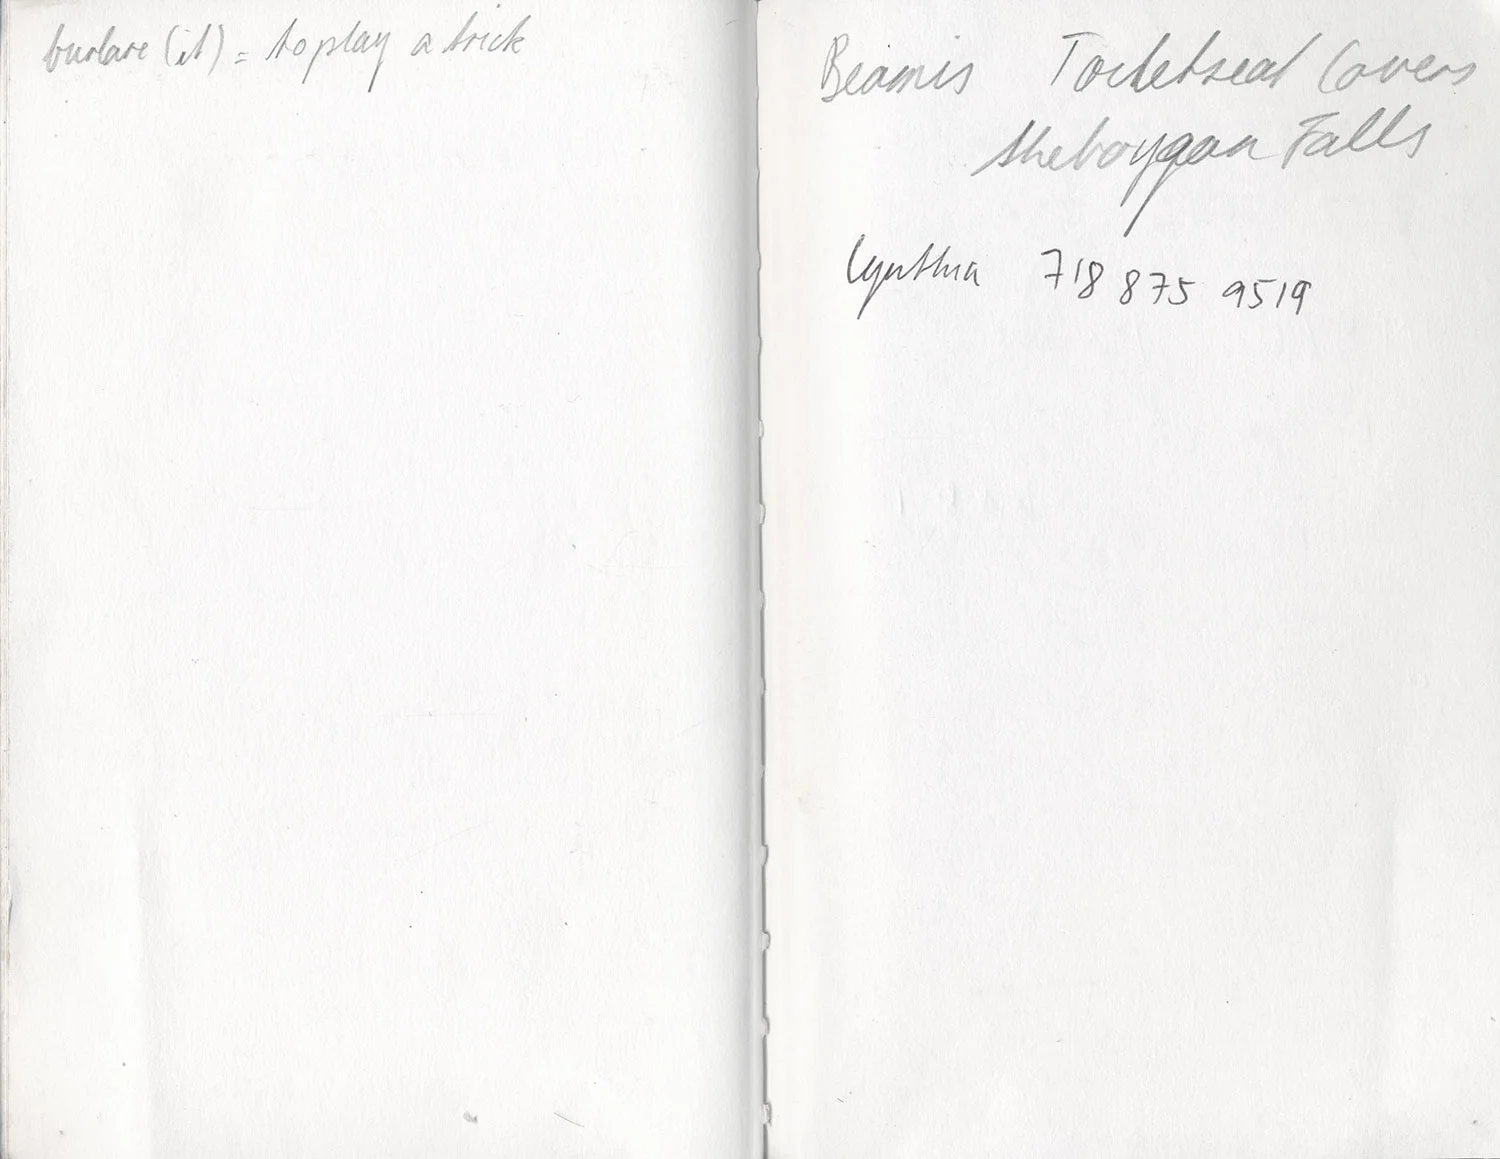 burlare (it) = to play a trick
Beamis Toiletseat Covers
Sheboygan Falls
Cynthia 718 875 9519